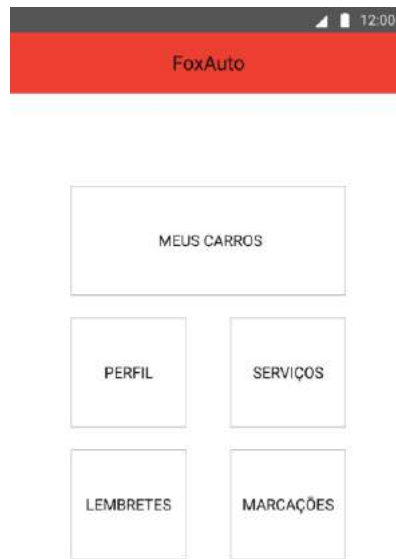 12:00
FoxAuto
MEUS CARROS
PERFIL
SERVIÇOS
LEMBRETES
MARCAÇÕES